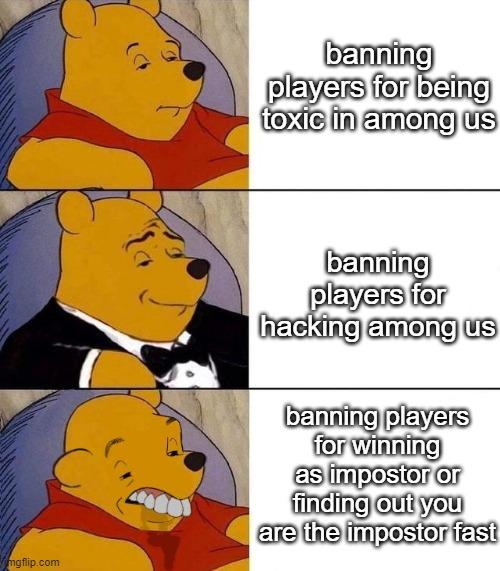 banning
players for being
toxic in among us
banning
players for
hacking among us
banning players
for winning
as impostor or
finding out you
are the impostor fast
imgflip.com